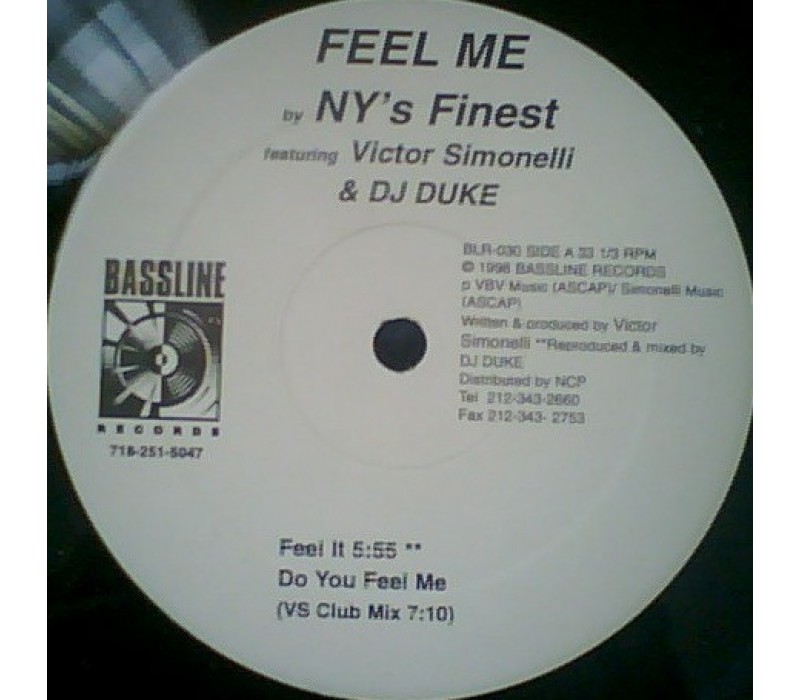 FEEL ME
by NY's Finest
featuring Victor Simonelli
& DJ DUKE
BASSLINE
RECORDS
718-251-5047
BLR-030 SIDE A 33 1/3 RPM
© 1998 BASSLINE RECORDS
p VBV Music (ASCAP)/ Simonelli Music
(ASCAP)
Written & produced by Victor
Simonelli **Reproduced & mixed by
DJ DUKE
Distributed by NCP
Tel 212-343-2660
Fax 212-343- 2753
Feel It 5:55 **
Do You Feel Me
(VS Club Mix 7:10)